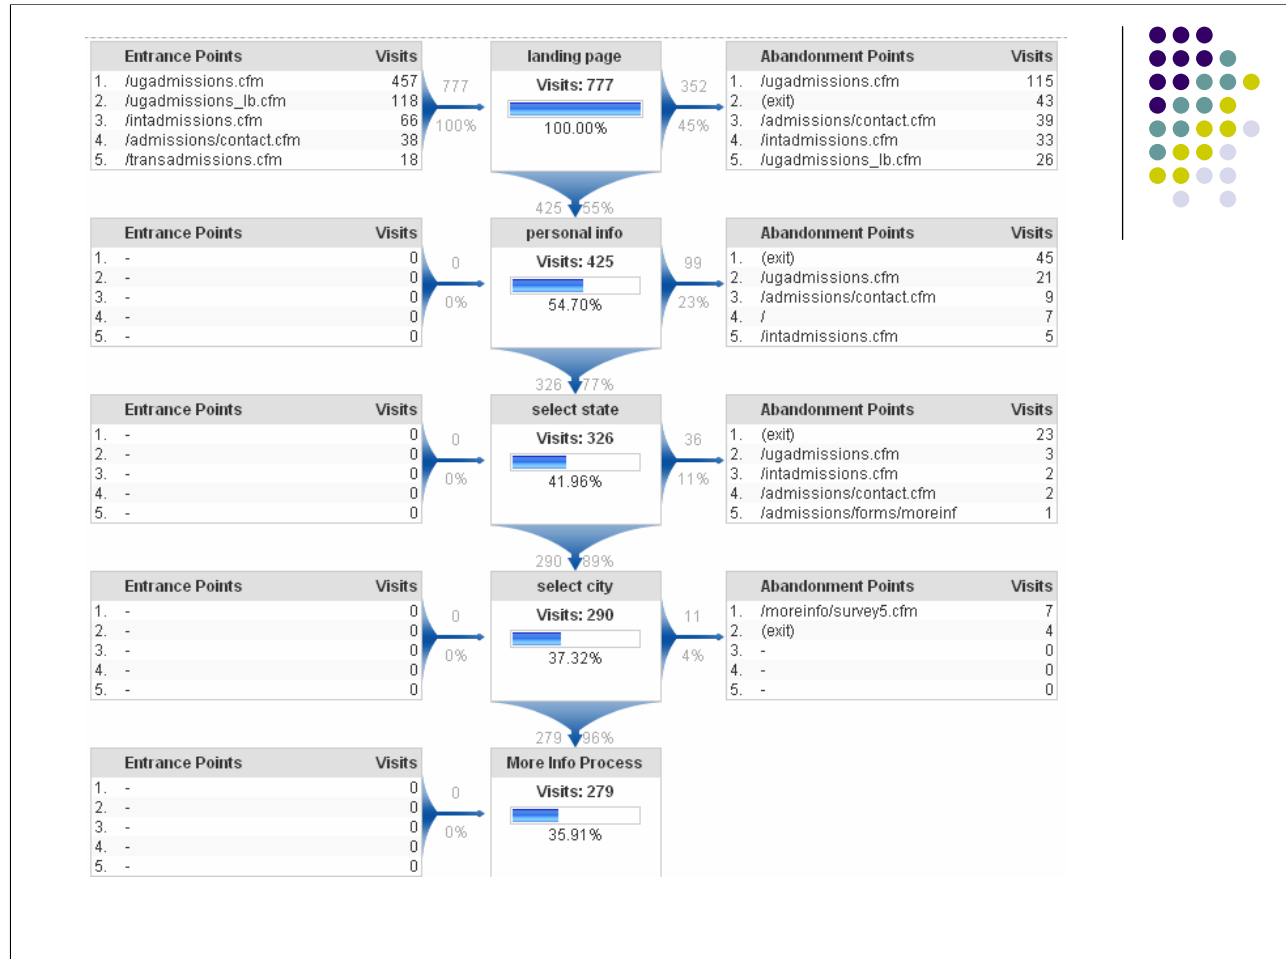 Entrance Points Visits
1. /ugadmissions.cfm 457
2. /ugadmissions_lb.cfm 118
3. /intadmissions.cfm 66
4. /admissions/contact.cfm 38
5. /transadmissions.cfm 18
777
100%
landing page
Visits: 777
100.00%
352
45%
Abandonment Points Visits
1. /ugadmissions.cfm 115
2. (exit) 43
3. /admissions/contact.cfm 39
4. /intadmissions.cfm 33
5. /ugadmissions_lb.cfm 26
425 55%
Entrance Points Visits
1. - 0
2. - 0
3. - 0
4. - 0
5. - 0
0
0%
personal info
Visits: 425
54.70%
99
23%
Abandonment Points Visits
1. (exit) 45
2. /ugadmissions.cfm 21
3. /admissions/contact.cfm 9
4. / 7
5. /intadmissions.cfm 5
326 77%
Entrance Points Visits
1. - 0
2. - 0
3. - 0
4. - 0
5. - 0
0
0%
select state
Visits: 326
41.96%
36
11%
Abandonment Points Visits
1. (exit) 23
2. /ugadmissions.cfm 3
3. /intadmissions.cfm 2
4. /admissions/contact.cfm 2
5. /admissions/forms/moreinf 1
290 89%
Entrance Points Visits
1. - 0
2. - 0
3. - 0
4. - 0
5. - 0
0
0%
select city
Visits: 290
37.32%
11
4%
Abandonment Points Visits
1. /moreinfo/survey5.cfm 7
2. (exit) 4
3. - 0
4. - 0
5. - 0
279 96%
Entrance Points Visits
1. - 0
2. - 0
3. - 0
4. - 0
5. - 0
0
0%
More Info Process
Visits: 279
35.91%